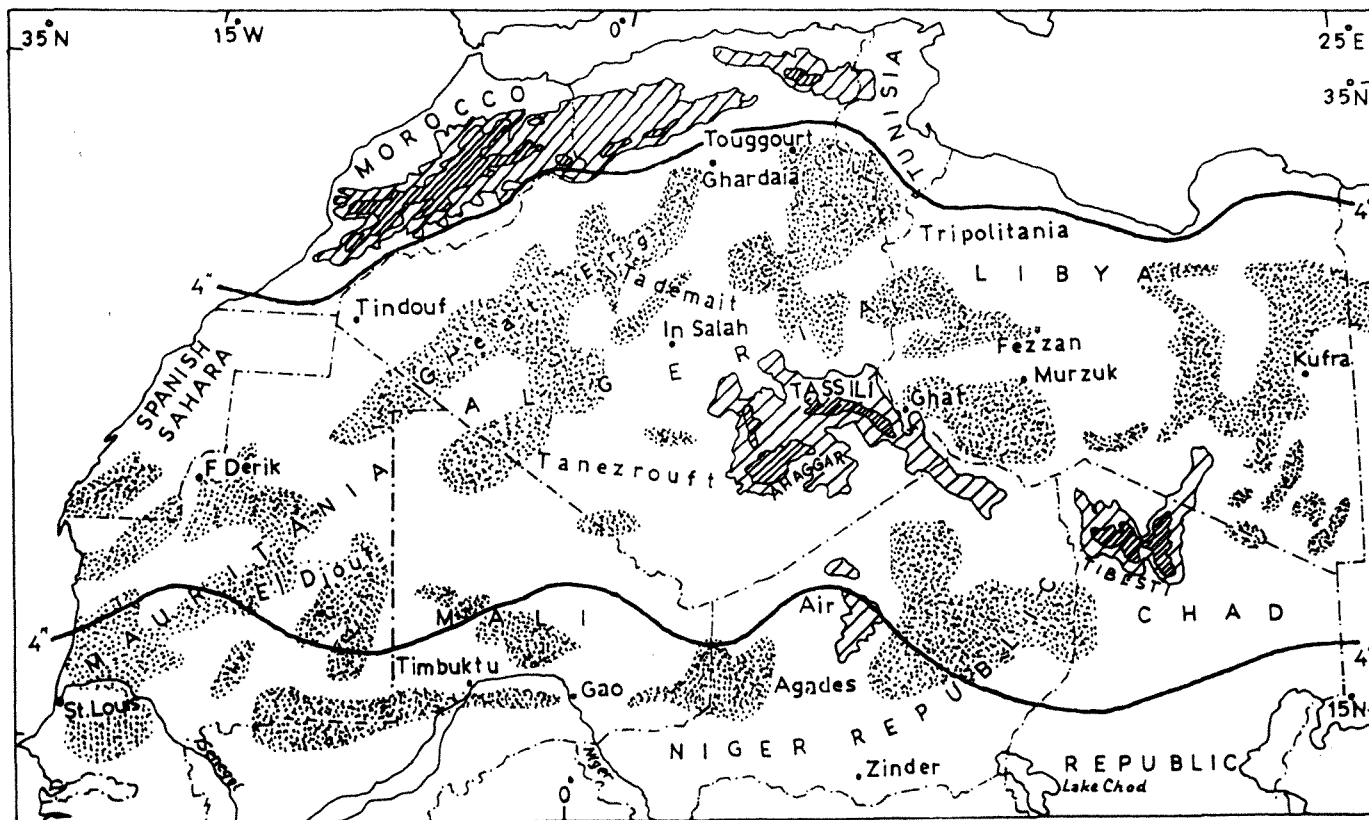 35°N
15°W
0°
25°E
35°N
MOROCCO
TUNISIA
Touggourt
Ghardaia
4"
Tripolitania
LIBYA
4"
Great Erg
Tademait
Tindouf
In Salah
ALGERIA
Fezzan
Murzuk
Kufra
SPANISH
SAHARA
TASSILI
Ghat
F Derik
Tanezrouft
AHAGGAR
MAURITANIA
El Djouf
TIBESTI
4"
MALI
Air
CHAD
4"
Timbuktu
Gao
Agades
St. Louis
15°N
Senegal
NIGER REPUBLIC
Niger
Zinder
REPUBLIC
Lake Chad
0°